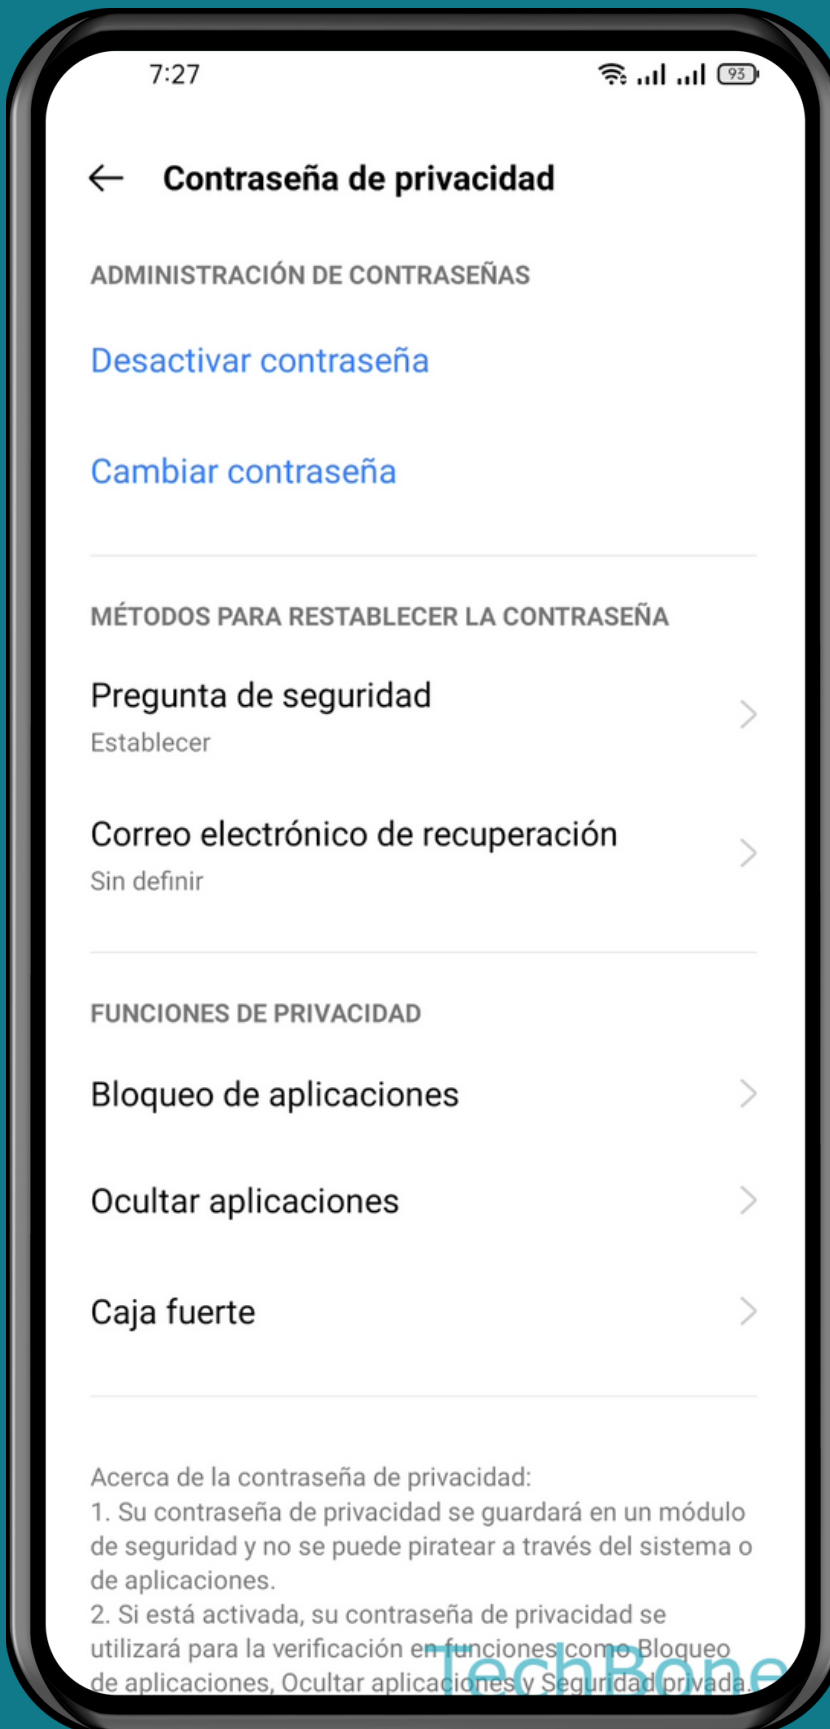 7:27
93
Contraseña de privacidad
ADMINISTRACIÓN DE CONTRASEÑAS
Desactivar contraseña
Cambiar contraseña
MÉTODOS PARA RESTABLECER LA CONTRASEÑA
Pregunta de seguridad
Establecer
Correo electrónico de recuperación
Sin definir
FUNCIONES DE PRIVACIDAD
Bloqueo de aplicaciones
Ocultar aplicaciones
Caja fuerte
Acerca de la contraseña de privacidad:
1. Su contraseña de privacidad se guardará en un módulo
de seguridad y no se puede piratear a través del sistema o
de aplicaciones.
2. Si está activada, su contraseña de privacidad se
utilizará para la verificación en funciones como Bloqueo
de aplicaciones, Ocultar aplicaciones y Seguridad privada.
TechBone